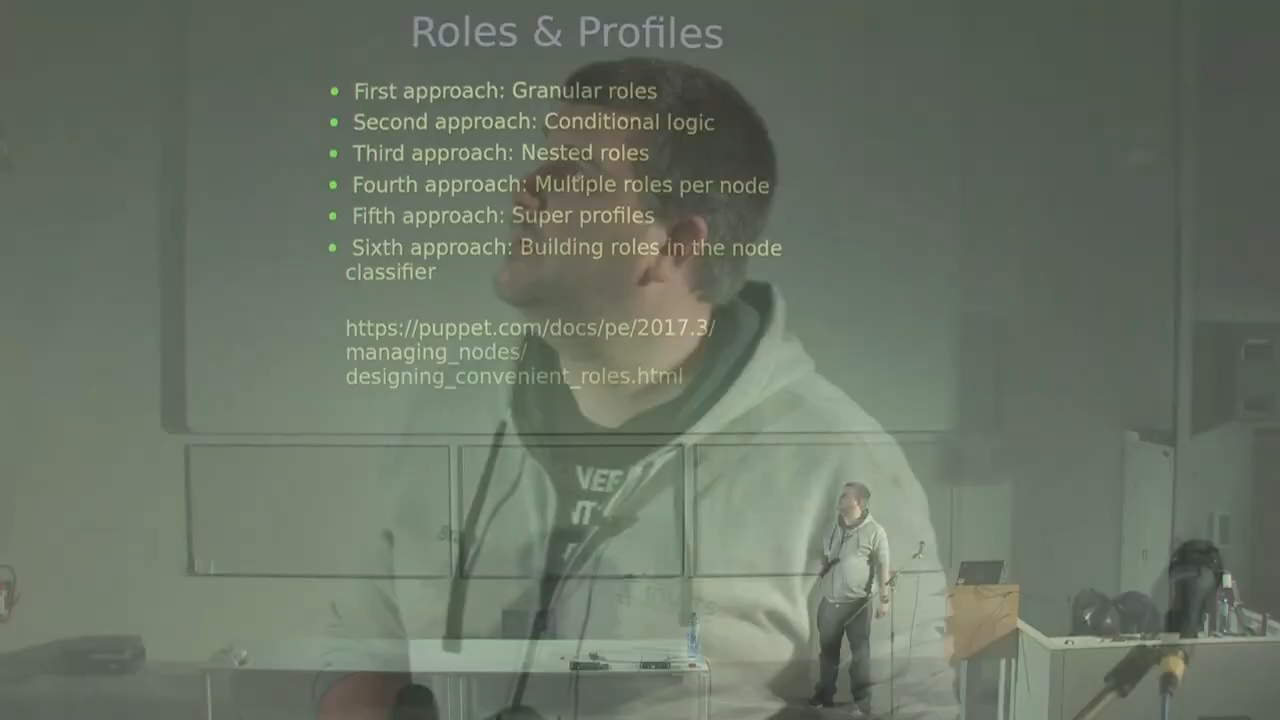 Roles & Profiles
First approach: Granular roles
Second approach: Conditional logic
Third approach: Nested roles
Fourth approach: Multiple roles per node
Fifth approach: Super profiles
Sixth approach: Building roles in the node
classifier
https://puppet.com/docs/pe/2017.3/
managing_nodes/
designing_convenient_roles.html